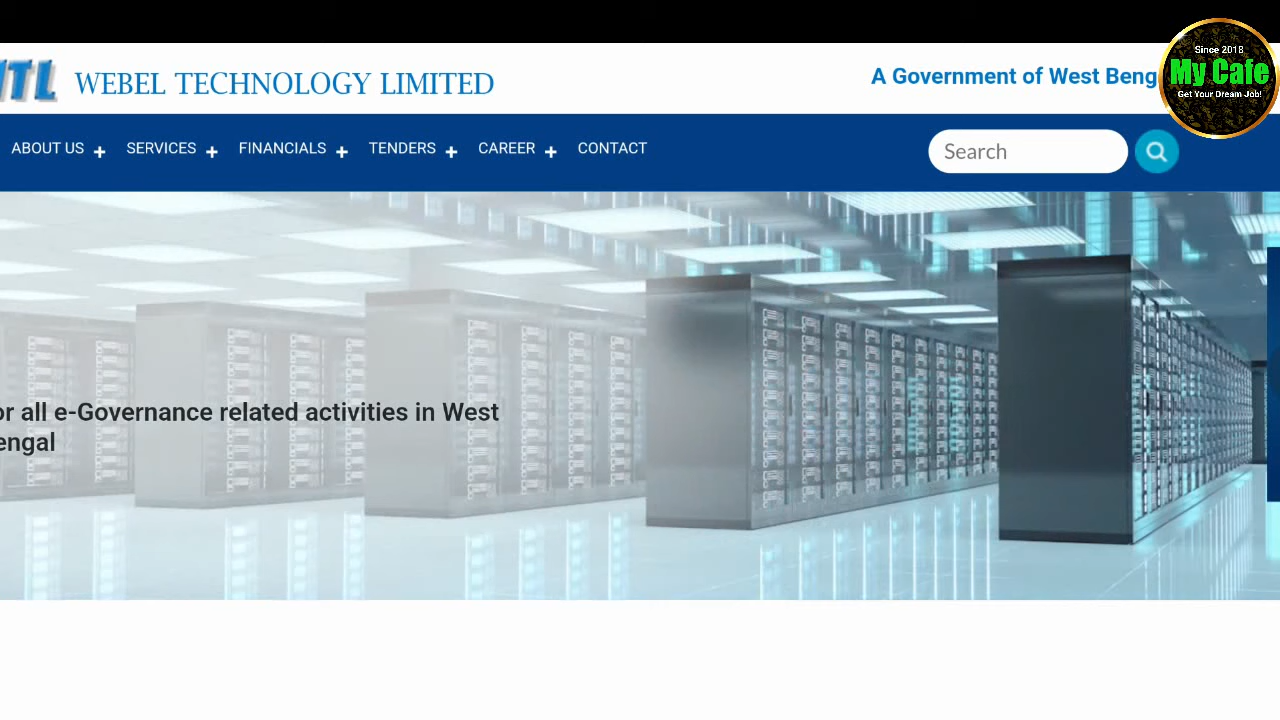 Since 2018
My Cafe
Get Your Dream Job!
TL WEBEL TECHNOLOGY LIMITED
A Government of West Beng
ABOUT US + SERVICES + FINANCIALS + TENDERS + CAREER + CONTACT
Search
or all e-Governance related activities in West
engal